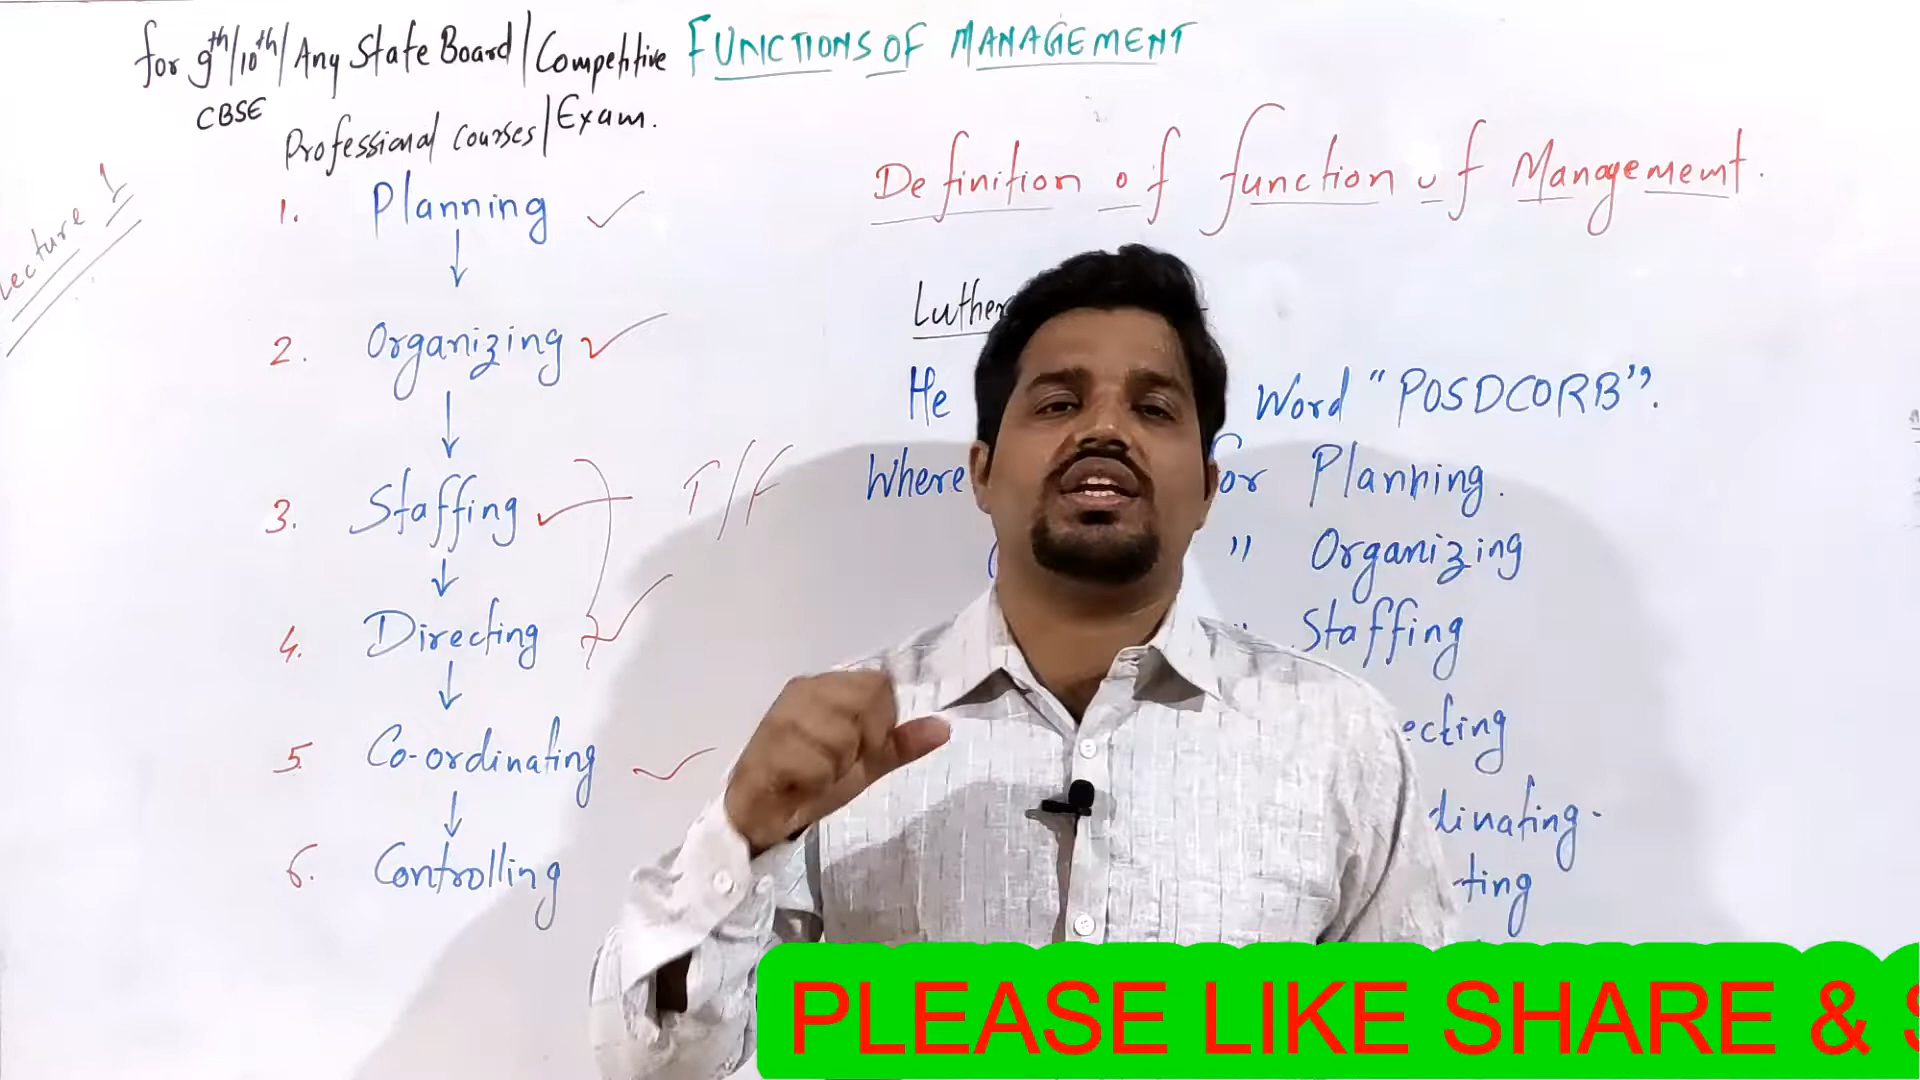 for 9th/10th/Any State Board/Competitive
CBSE
Professional courses/Exam.
FUNCTIONS OF MANAGEMENT
Lecture 1
1. Planning
2. Organizing
3. Staffing
T/F
4. Directing
5. Co-ordinating
6. Controlling
Definition of function of Management.
Luther
He Word "POSDCORB".
Where for Planning.
" Organizing
" Staffing
ecting
dinating.
ting
PLEASE LIKE SHARE & S